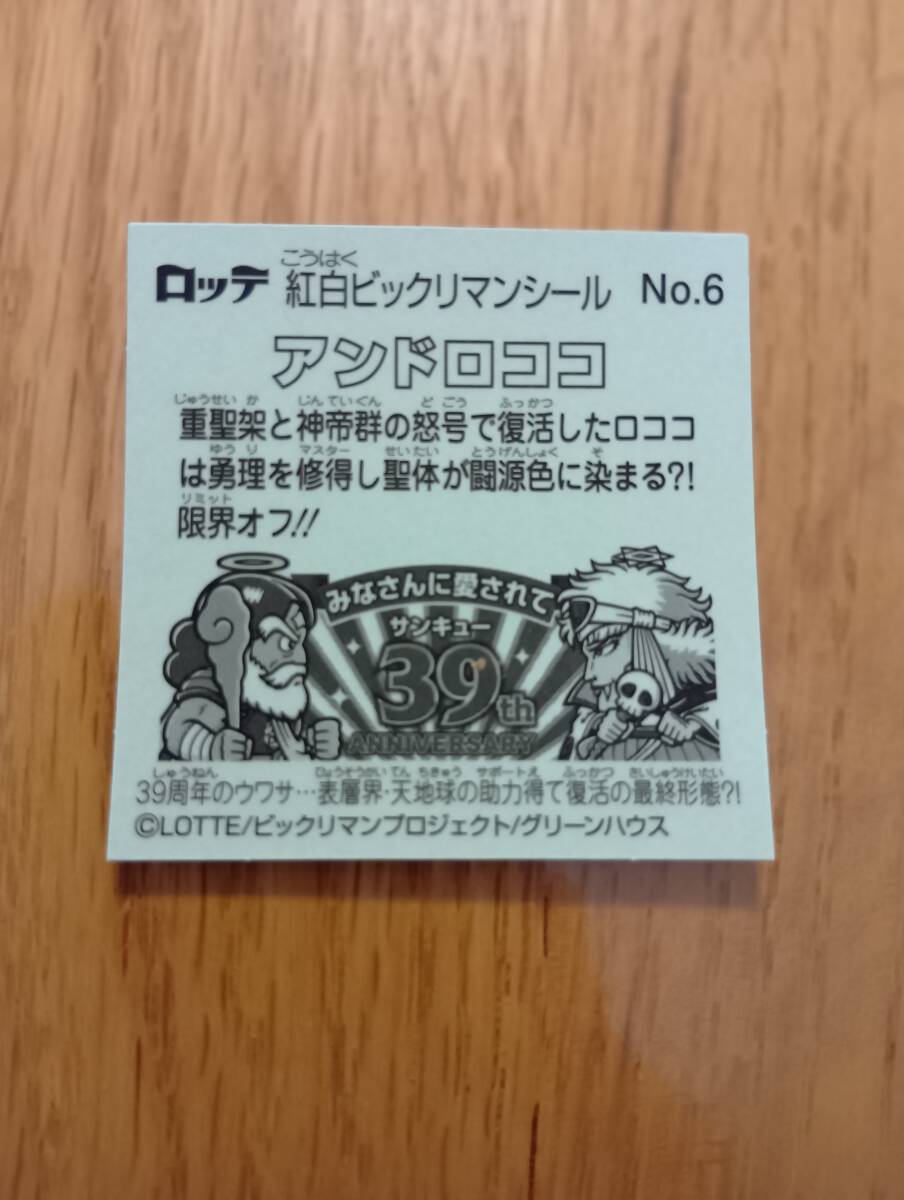 こうはく
ロッテ 紅白ビックリマンシール No.6
アンドロココ
じゅうせい か じんていぐん ど ごう ふっかつ
重聖架と神帝群の怒号で復活したロココ
ゆう り マスター せいたい とうげんしょく そ
は勇理を修得し聖体が闘源色に染まる?!
リミット
限界オフ!!
みなさんに愛されて
サンキュー
39th
ANNIVERSARY
しゅうねん ひょうそうかいてん ちきゅう サポートえ ふっかつ さいしゅうけいたい
39周年のウワサ…表層界・天地球の助力得て復活の最終形態?!
©LOTTE/ビックリマンプロジェクト/グリーンハウス